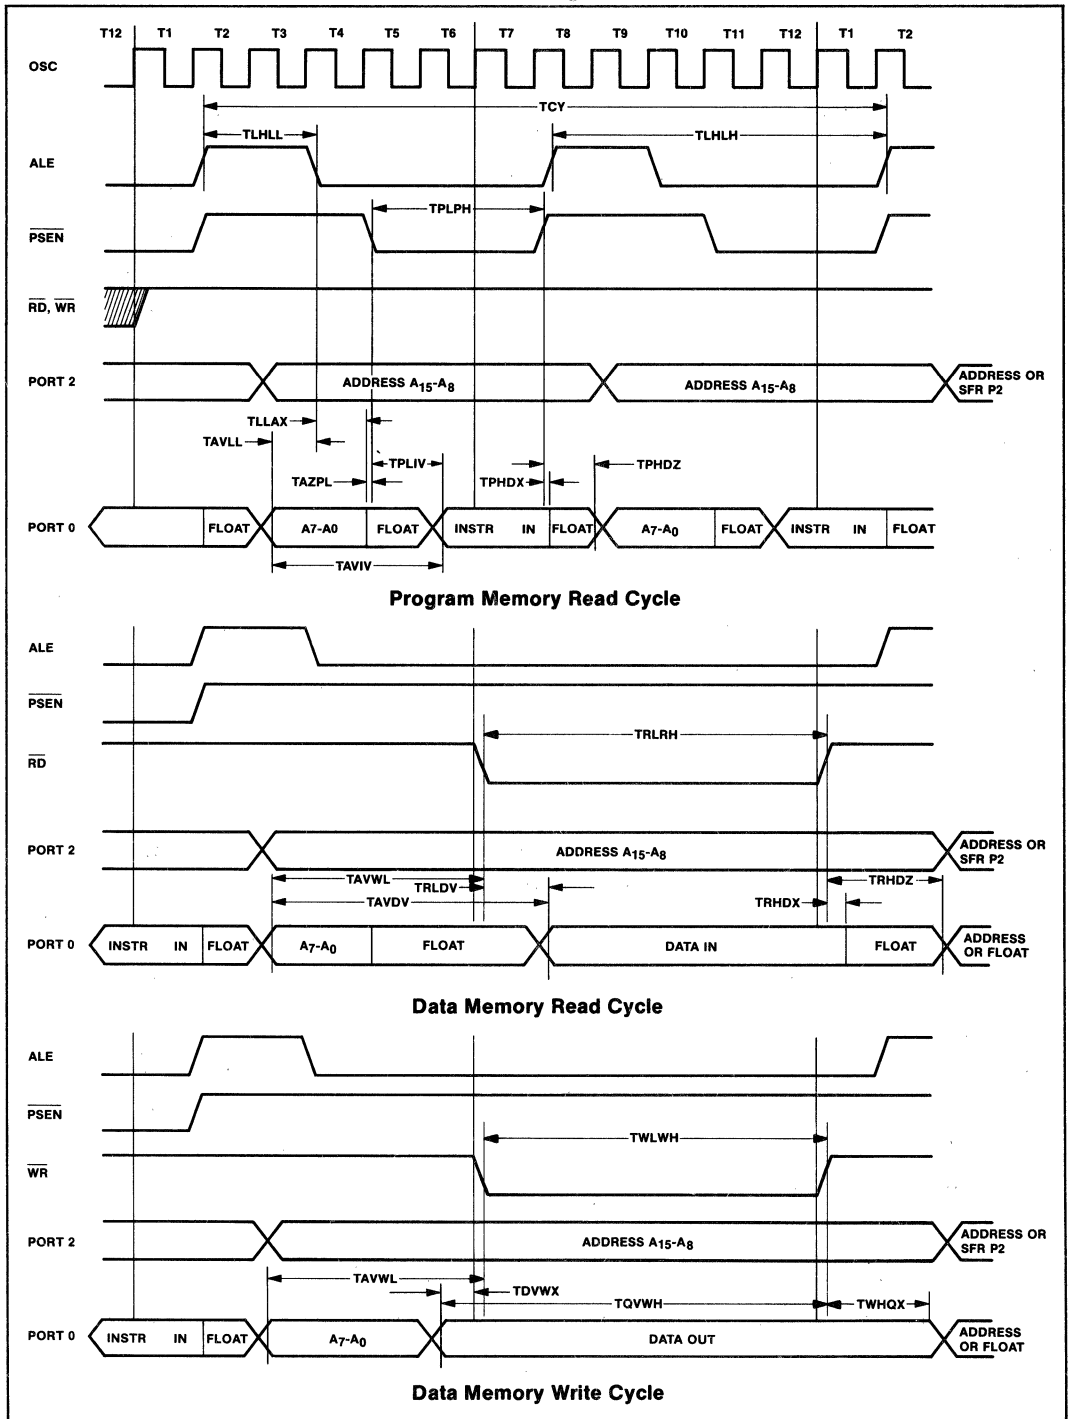 T12 T1 T2 T3 T4 T5 T6 T7 T8 T9 T10 T11 T12 T1 T2
OSC
TCY
TLHLL TLHLH
ALE
TPLPH
PSEN
RD, WR
PORT 2 ADDRESS A15-A8 ADDRESS A15-A8 ADDRESS OR
SFR P2
TLLAX
TAVLL
TPLIV TPHDZ
TAZPL TPHDX
PORT 0 FLOAT A7-A0 FLOAT INSTR IN FLOAT A7-A0 FLOAT INSTR IN FLOAT
TAVIV
Program Memory Read Cycle
ALE
PSEN
TRLRH
RD
PORT 2 ADDRESS A15-A8 ADDRESS OR
SFR P2
TAVWL TRHDZ
TRLDV
TAVDV TRHDX
PORT 0 INSTR IN FLOAT A7-A0 FLOAT DATA IN FLOAT ADDRESS
OR FLOAT
Data Memory Read Cycle
ALE
PSEN
TWLWH
WR
PORT 2 ADDRESS A15-A8 ADDRESS OR
SFR P2
TAVWL
TDVWX
TQVWH TWHQX
PORT 0 INSTR IN FLOAT A7-A0 DATA OUT ADDRESS
OR FLOAT
Data Memory Write Cycle